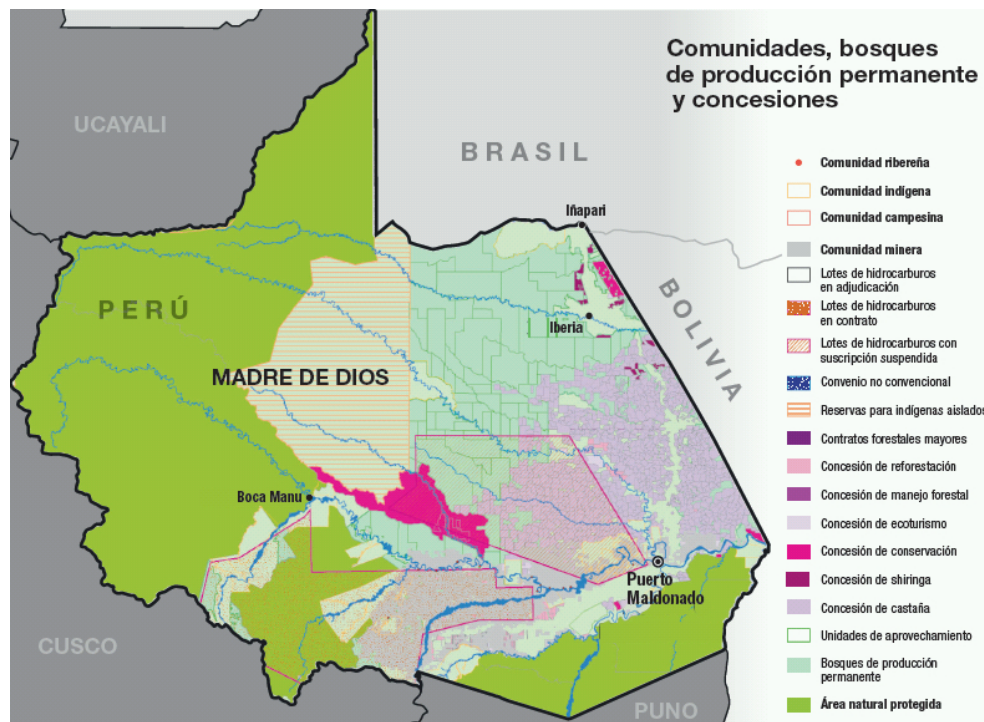 Comunidades, bosques
de producción permanente
y concesiones
UCAYALI
BRASIL
Iñapari
PERÚ
Iberia
BOLIVIA
MADRE DE DIOS
Boca Manu
Puerto
Maldonado
CUSCO
PUNO
Comunidad ribereña
Comunidad indígena
Comunidad campesina
Comunidad minera
Lotes de hidrocarburos
en adjudicación
Lotes de hidrocarburos
en contrato
Lotes de hidrocarburos con
suscripción suspendida
Convenio no convencional
Reservas para indígenas aislados
Contratos forestales mayores
Concesión de reforestación
Concesión de manejo forestal
Concesión de ecoturismo
Concesión de conservación
Concesión de shiringa
Concesión de castaña
Unidades de aprovechamiento
Bosques de producción
permanente
Área natural protegida